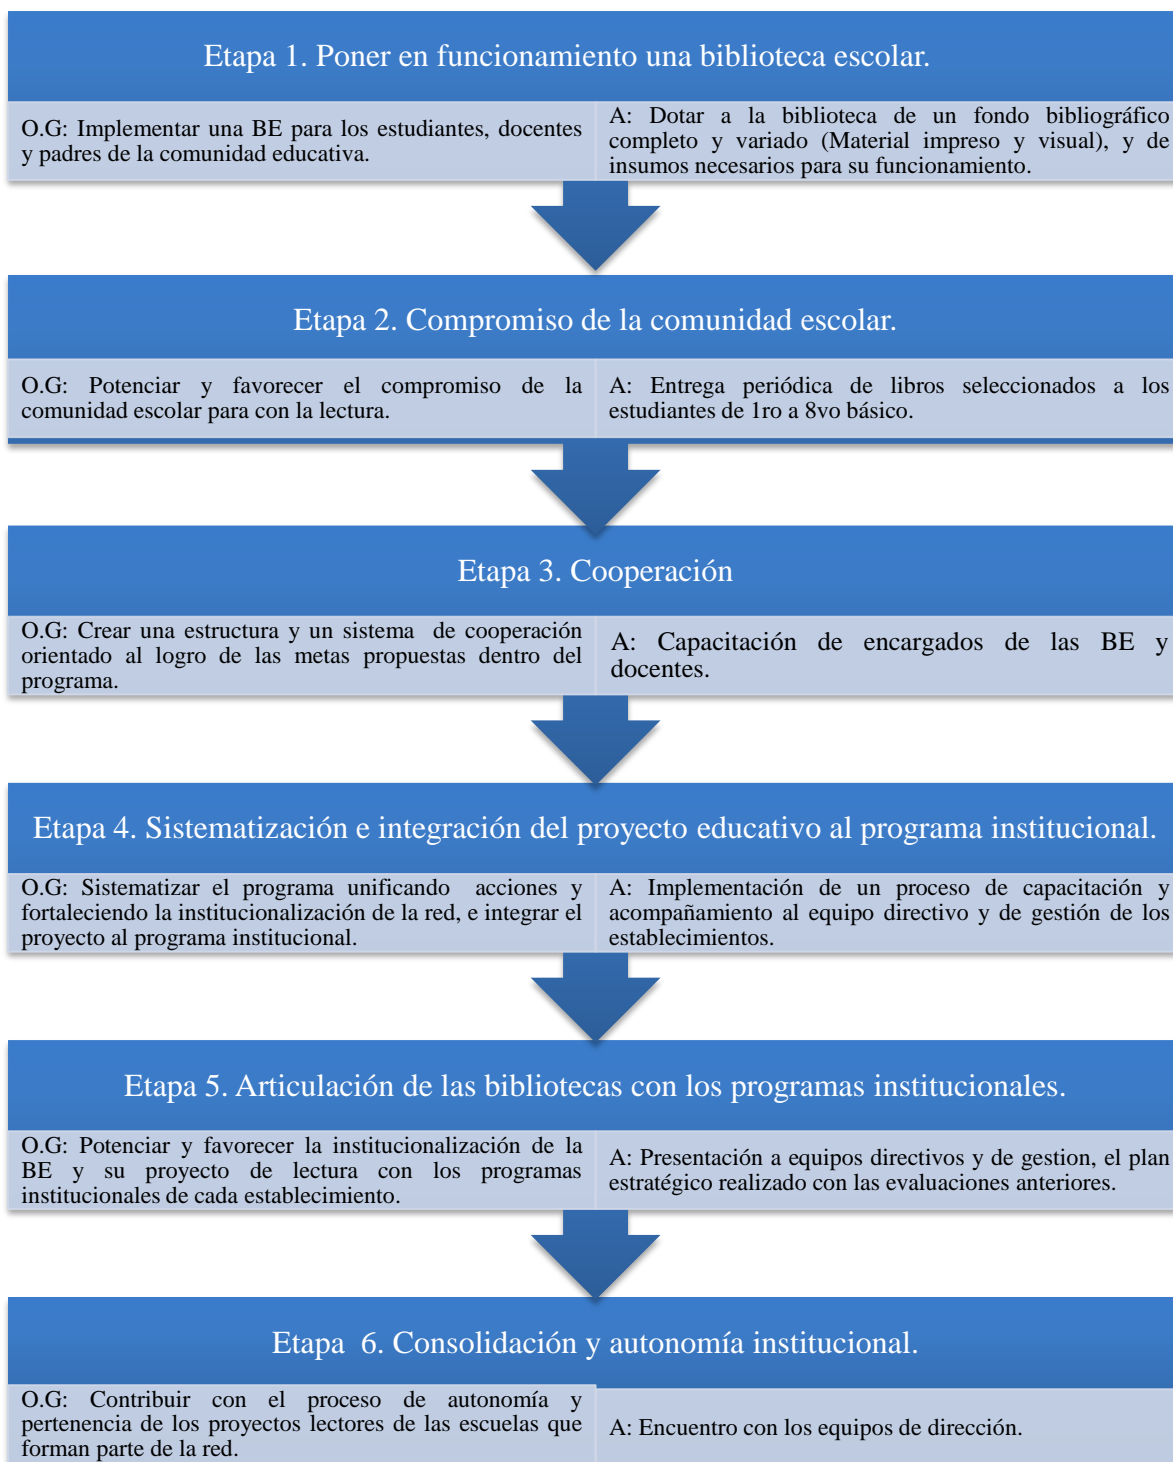 Etapa 1. Poner en funcionamiento una biblioteca escolar.
O.G: Implementar una BE para los estudiantes, docentes
y padres de la comunidad educativa.
A: Dotar a la biblioteca de un fondo bibliográfico
completo y variado (Material impreso y visual), y de
insumos necesarios para su funcionamiento.
Etapa 2. Compromiso de la comunidad escolar.
O.G: Potenciar y favorecer el compromiso de la
comunidad escolar para con la lectura.
A: Entrega periódica de libros seleccionados a los
estudiantes de 1ro a 8vo básico.
Etapa 3. Cooperación
O.G: Crear una estructura y un sistema de cooperación
orientado al logro de las metas propuestas dentro del
programa.
A: Capacitación de encargados de las BE y
docentes.
Etapa 4. Sistematización e integración del proyecto educativo al programa institucional.
O.G: Sistematizar el programa unificando acciones y
fortaleciendo la institucionalización de la red, e integrar el
proyecto al programa institucional.
A: Implementación de un proceso de capacitación y
acompañamiento al equipo directivo y de gestión de los
establecimientos.
Etapa 5. Articulación de las bibliotecas con los programas institucionales.
O.G: Potenciar y favorecer la institucionalización de la
BE y su proyecto de lectura con los programas
institucionales de cada establecimiento.
A: Presentación a equipos directivos y de gestion, el plan
estratégico realizado con las evaluaciones anteriores.
Etapa 6. Consolidación y autonomía institucional.
O.G: Contribuir con el proceso de autonomía y
pertenencia de los proyectos lectores de las escuelas que
forman parte de la red.
A: Encuentro con los equipos de dirección.